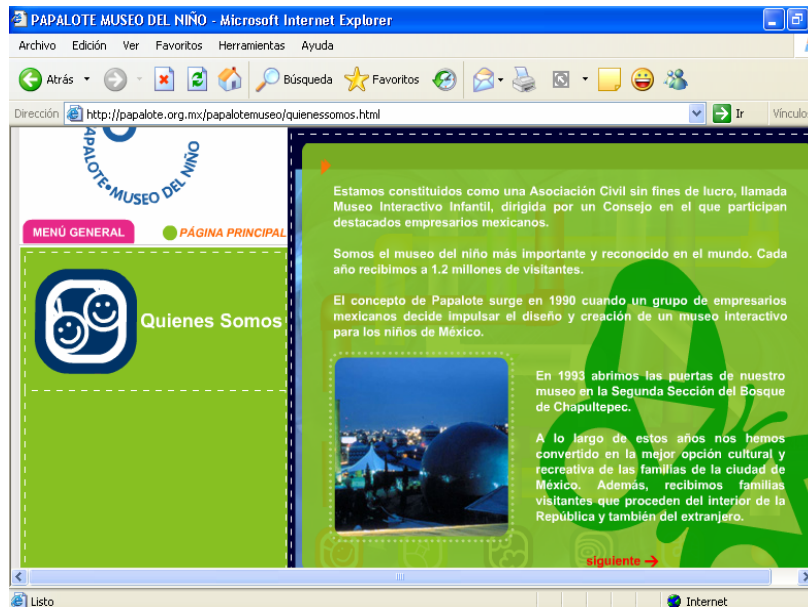 PAPALOTE MUSEO DEL NIÑO - Microsoft Internet Explorer
Archivo Edición Ver Favoritos Herramientas Ayuda
Atrás Búsqueda Favoritos
Dirección http://papalote.org.mx/papalotemuseo/quienessomos.html Ir Vínculo
PAPALOTE•MUSEO DEL NIÑO
MENÚ GENERAL PÁGINA PRINCIPAL
Quienes Somos
Estamos constituidos como una Asociación Civil sin fines de lucro, llamada
Museo Interactivo Infantil, dirigida por un Consejo en el que participan
destacados empresarios mexicanos.
Somos el museo del niño más importante y reconocido en el mundo. Cada
año recibimos a 1.2 millones de visitantes.
El concepto de Papalote surge en 1990 cuando un grupo de empresarios
mexicanos decide impulsar el diseño y creación de un museo interactivo
para los niños de México.
En 1993 abrimos las puertas de nuestro
museo en la Segunda Sección del Bosque
de Chapultepec.
A lo largo de estos años nos hemos
convertido en la mejor opción cultural y
recreativa de las familias de la ciudad de
México. Además, recibimos familias
visitantes que proceden del interior de la
República y también del extranjero.
siguiente
Listo Internet